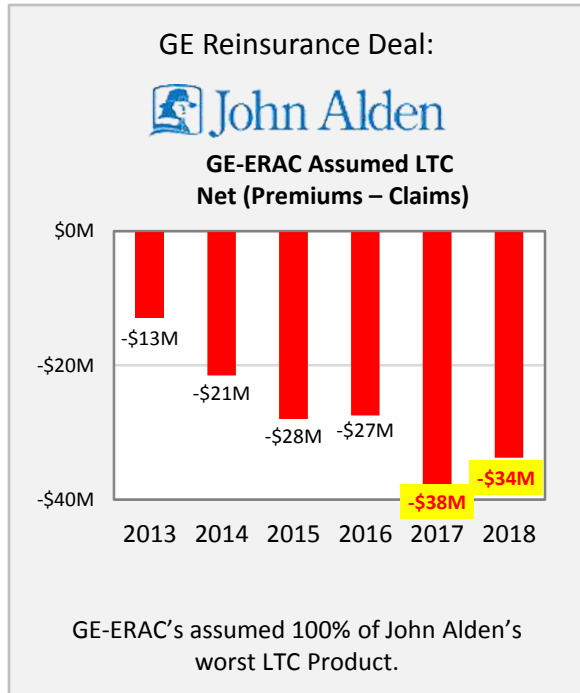 GE Reinsurance Deal:
John Alden
GE-ERAC Assumed LTC
Net (Premiums – Claims)
$0M
-$20M
-$40M
-$13M
-$21M
-$28M
-$27M
-$38M
-$34M
2013 2014 2015 2016 2017 2018
GE-ERAC’s assumed 100% of John Alden’s
worst LTC Product.